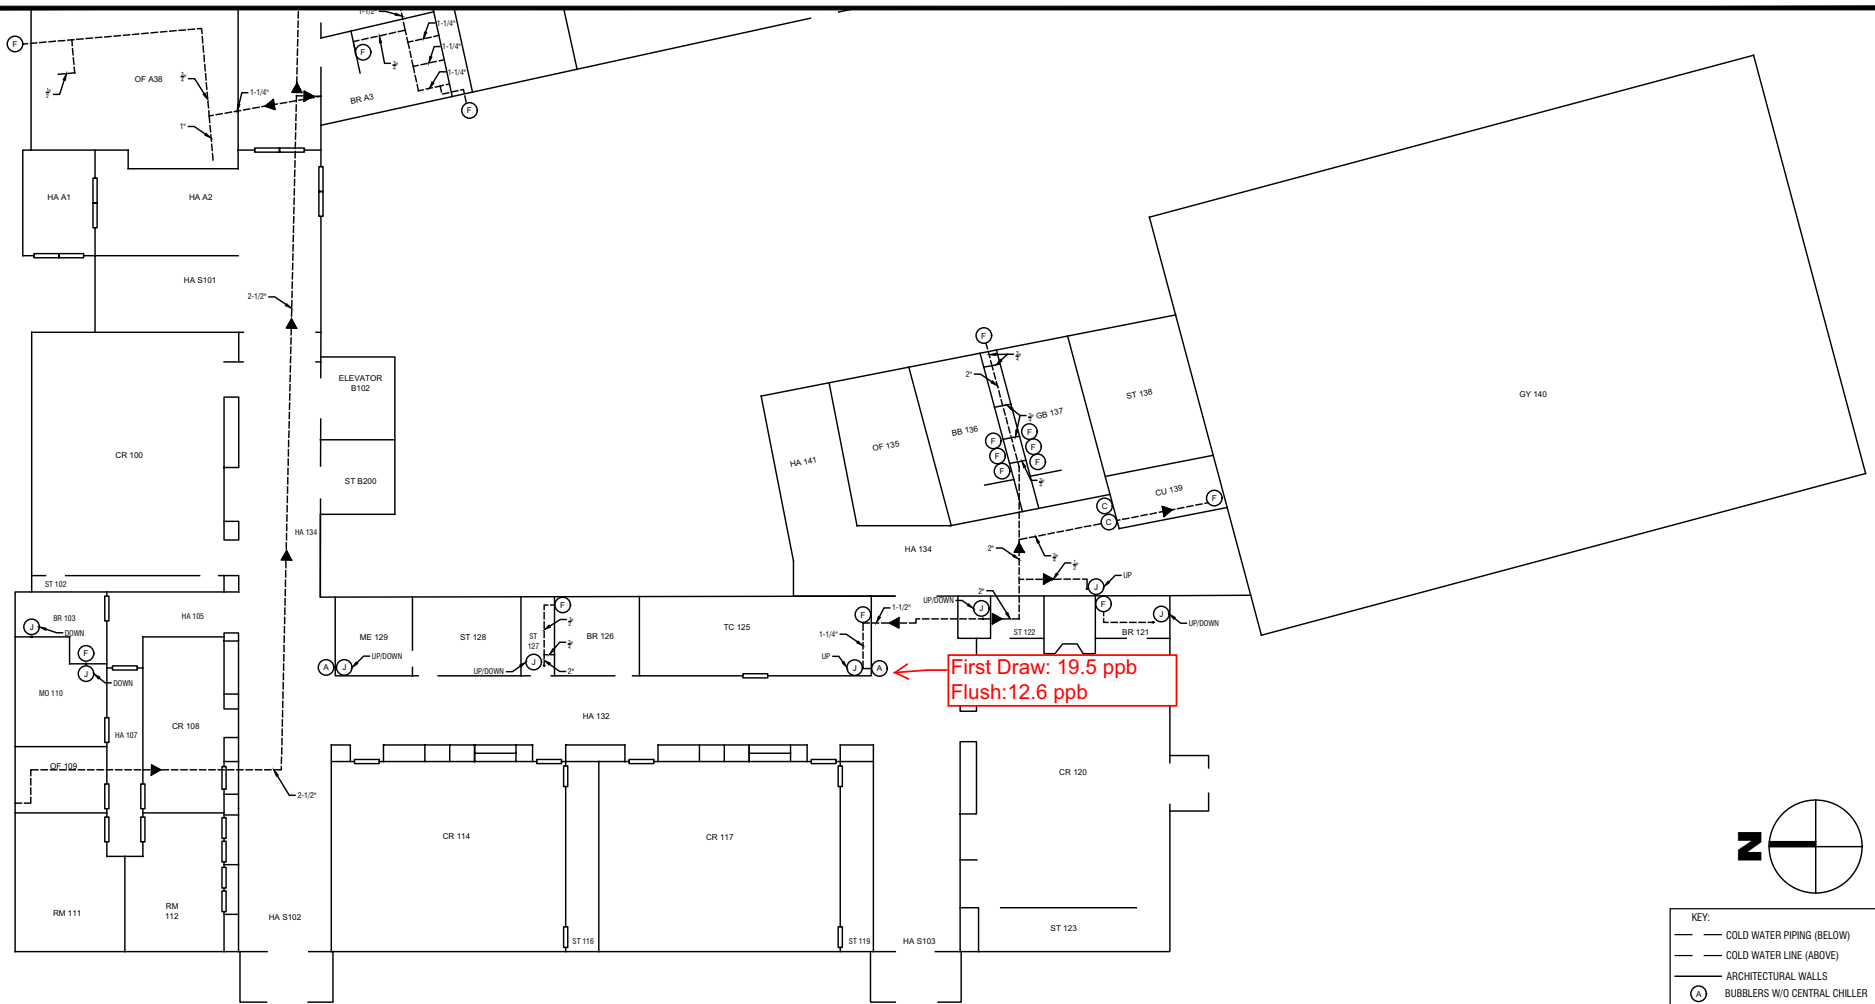 1-1/2"
1-1/4"
F
F
1-1/4"
OF A38
3/4"
1-1/4"
3/4"
1-1/4"
BR A3
F
1"
HA A1
HA A2
HA S101
2-1/2"
F
ELEVATOR
B102
2"
ST 138
GY 140
GB 137
BB 136
CR 100
OF 135
HA 141
F F
F F
F F
ST B200
CU 139
F
C
C
HA 134
HA 134
2"
ST 102
J
UP
BR 103
HA 105
J
DOWN
F
F
1-1/2"
UP/DOWN
J
2"
F
J
UP/DOWN
ME 129
ST 128
ST
127
BR 126
TC 125
1-1/4"
ST 122
BR 121
F
J
DOWN
A
J
UP/DOWN
UP/DOWN
J
2"
UP
J
A
First Draw: 19.5 ppb
Flush:12.6 ppb
MO 110
HA 107
CR 108
HA 132
OF 109
2-1/2"
CR 120
CR 114
CR 117
N
RM 111
RM
112
HA S102
ST 116
ST 119
HA S103
ST 123
KEY:
COLD WATER PIPING (BELOW)
COLD WATER LINE (ABOVE)
ARCHITECTURAL WALLS
A
BUBBLERS W/O CENTRAL CHILLER